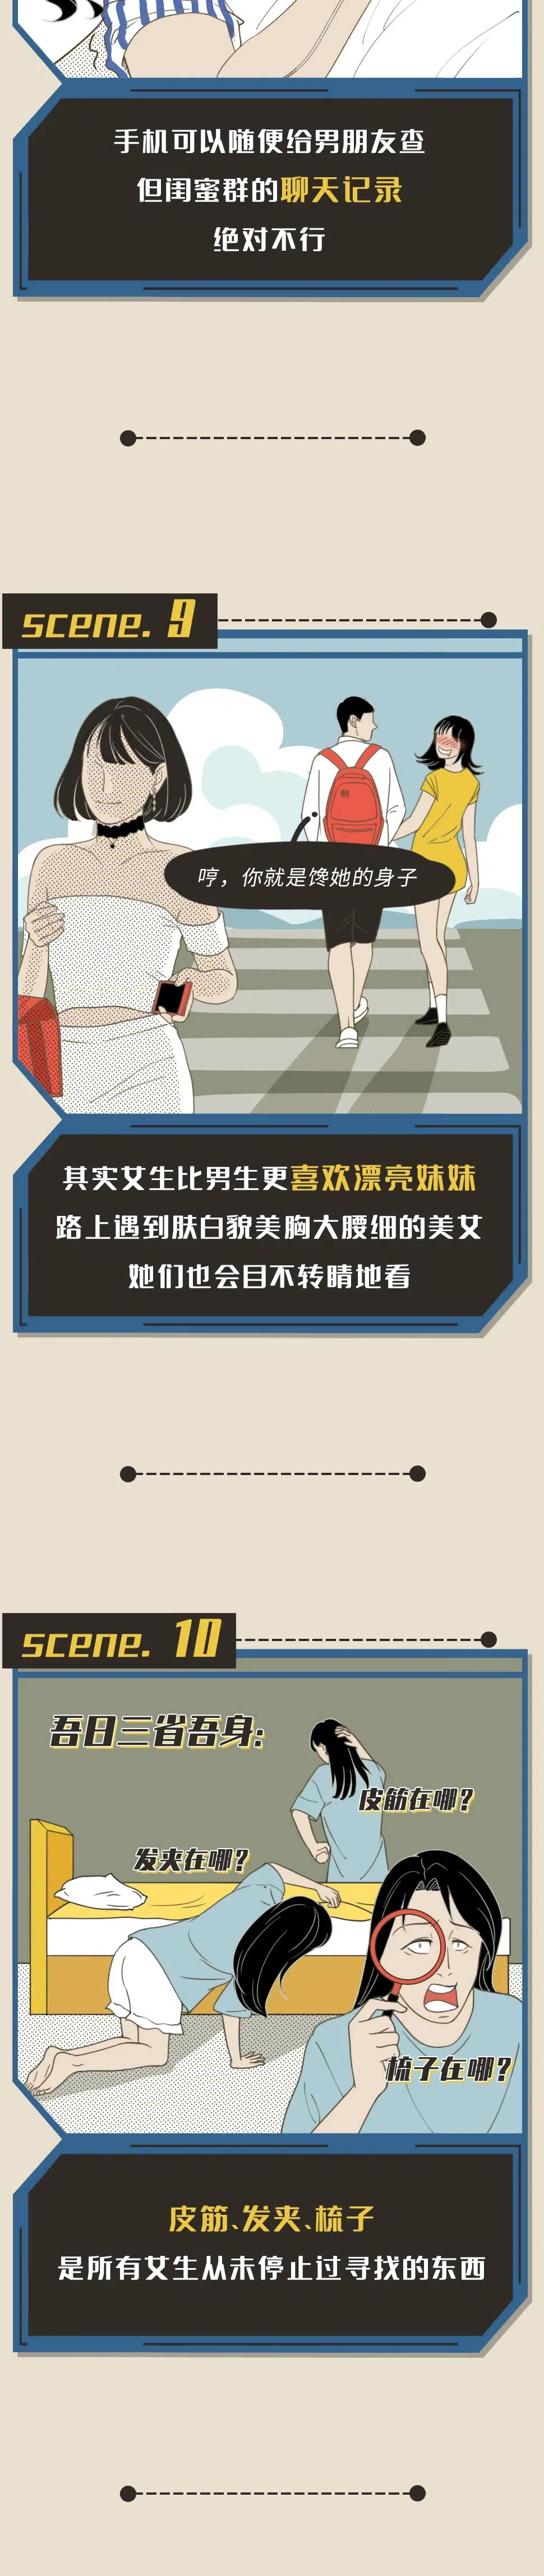 手机可以随便给男朋友查
但闺蜜群的聊天记录
绝对不行
scene. 9
哼，你就是馋她的身子
其实女生比男生更喜欢漂亮妹妹
路上遇到肤白貌美胸大腰细的美女
她们也会目不转睛地看
scene. 10
吾日三省吾身：
皮筋在哪？
发夹在哪？
梳子在哪？
皮筋、发夹、梳子
是所有女生从未停止过寻找的东西